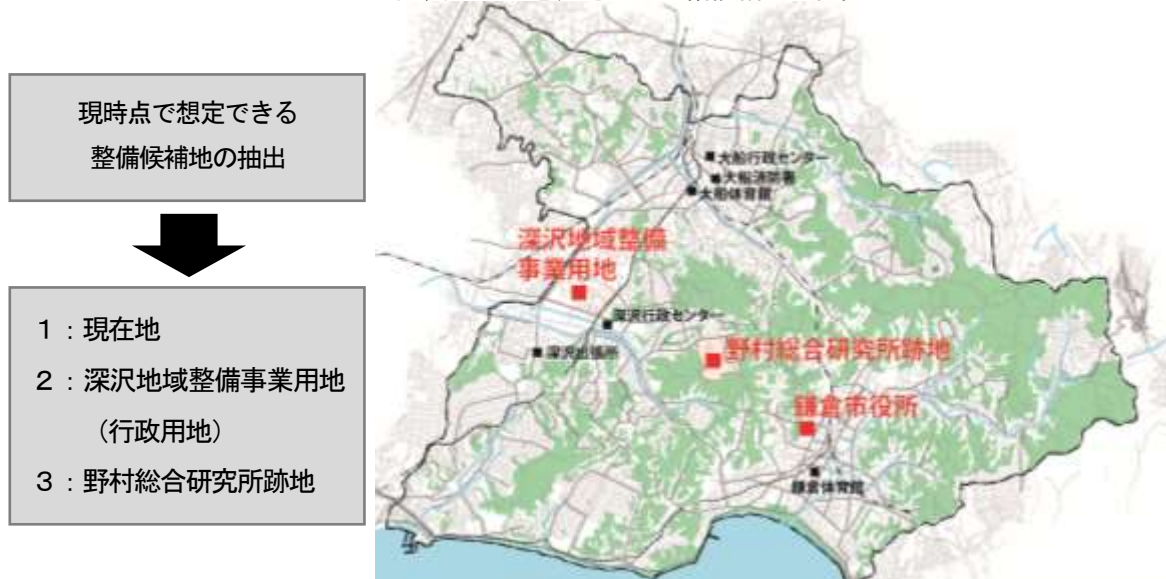 現時点で想定できる
整備候補地の抽出
1：現在地
2：深沢地域整備事業用地
（行政用地）
3：野村総合研究所跡地
大船行政センター
大船消防署
大船体育館
深沢地域整備
事業用地
深沢行政センター
深沢出張所
野村総合研究所跡地
鎌倉市役所
鎌倉体育館